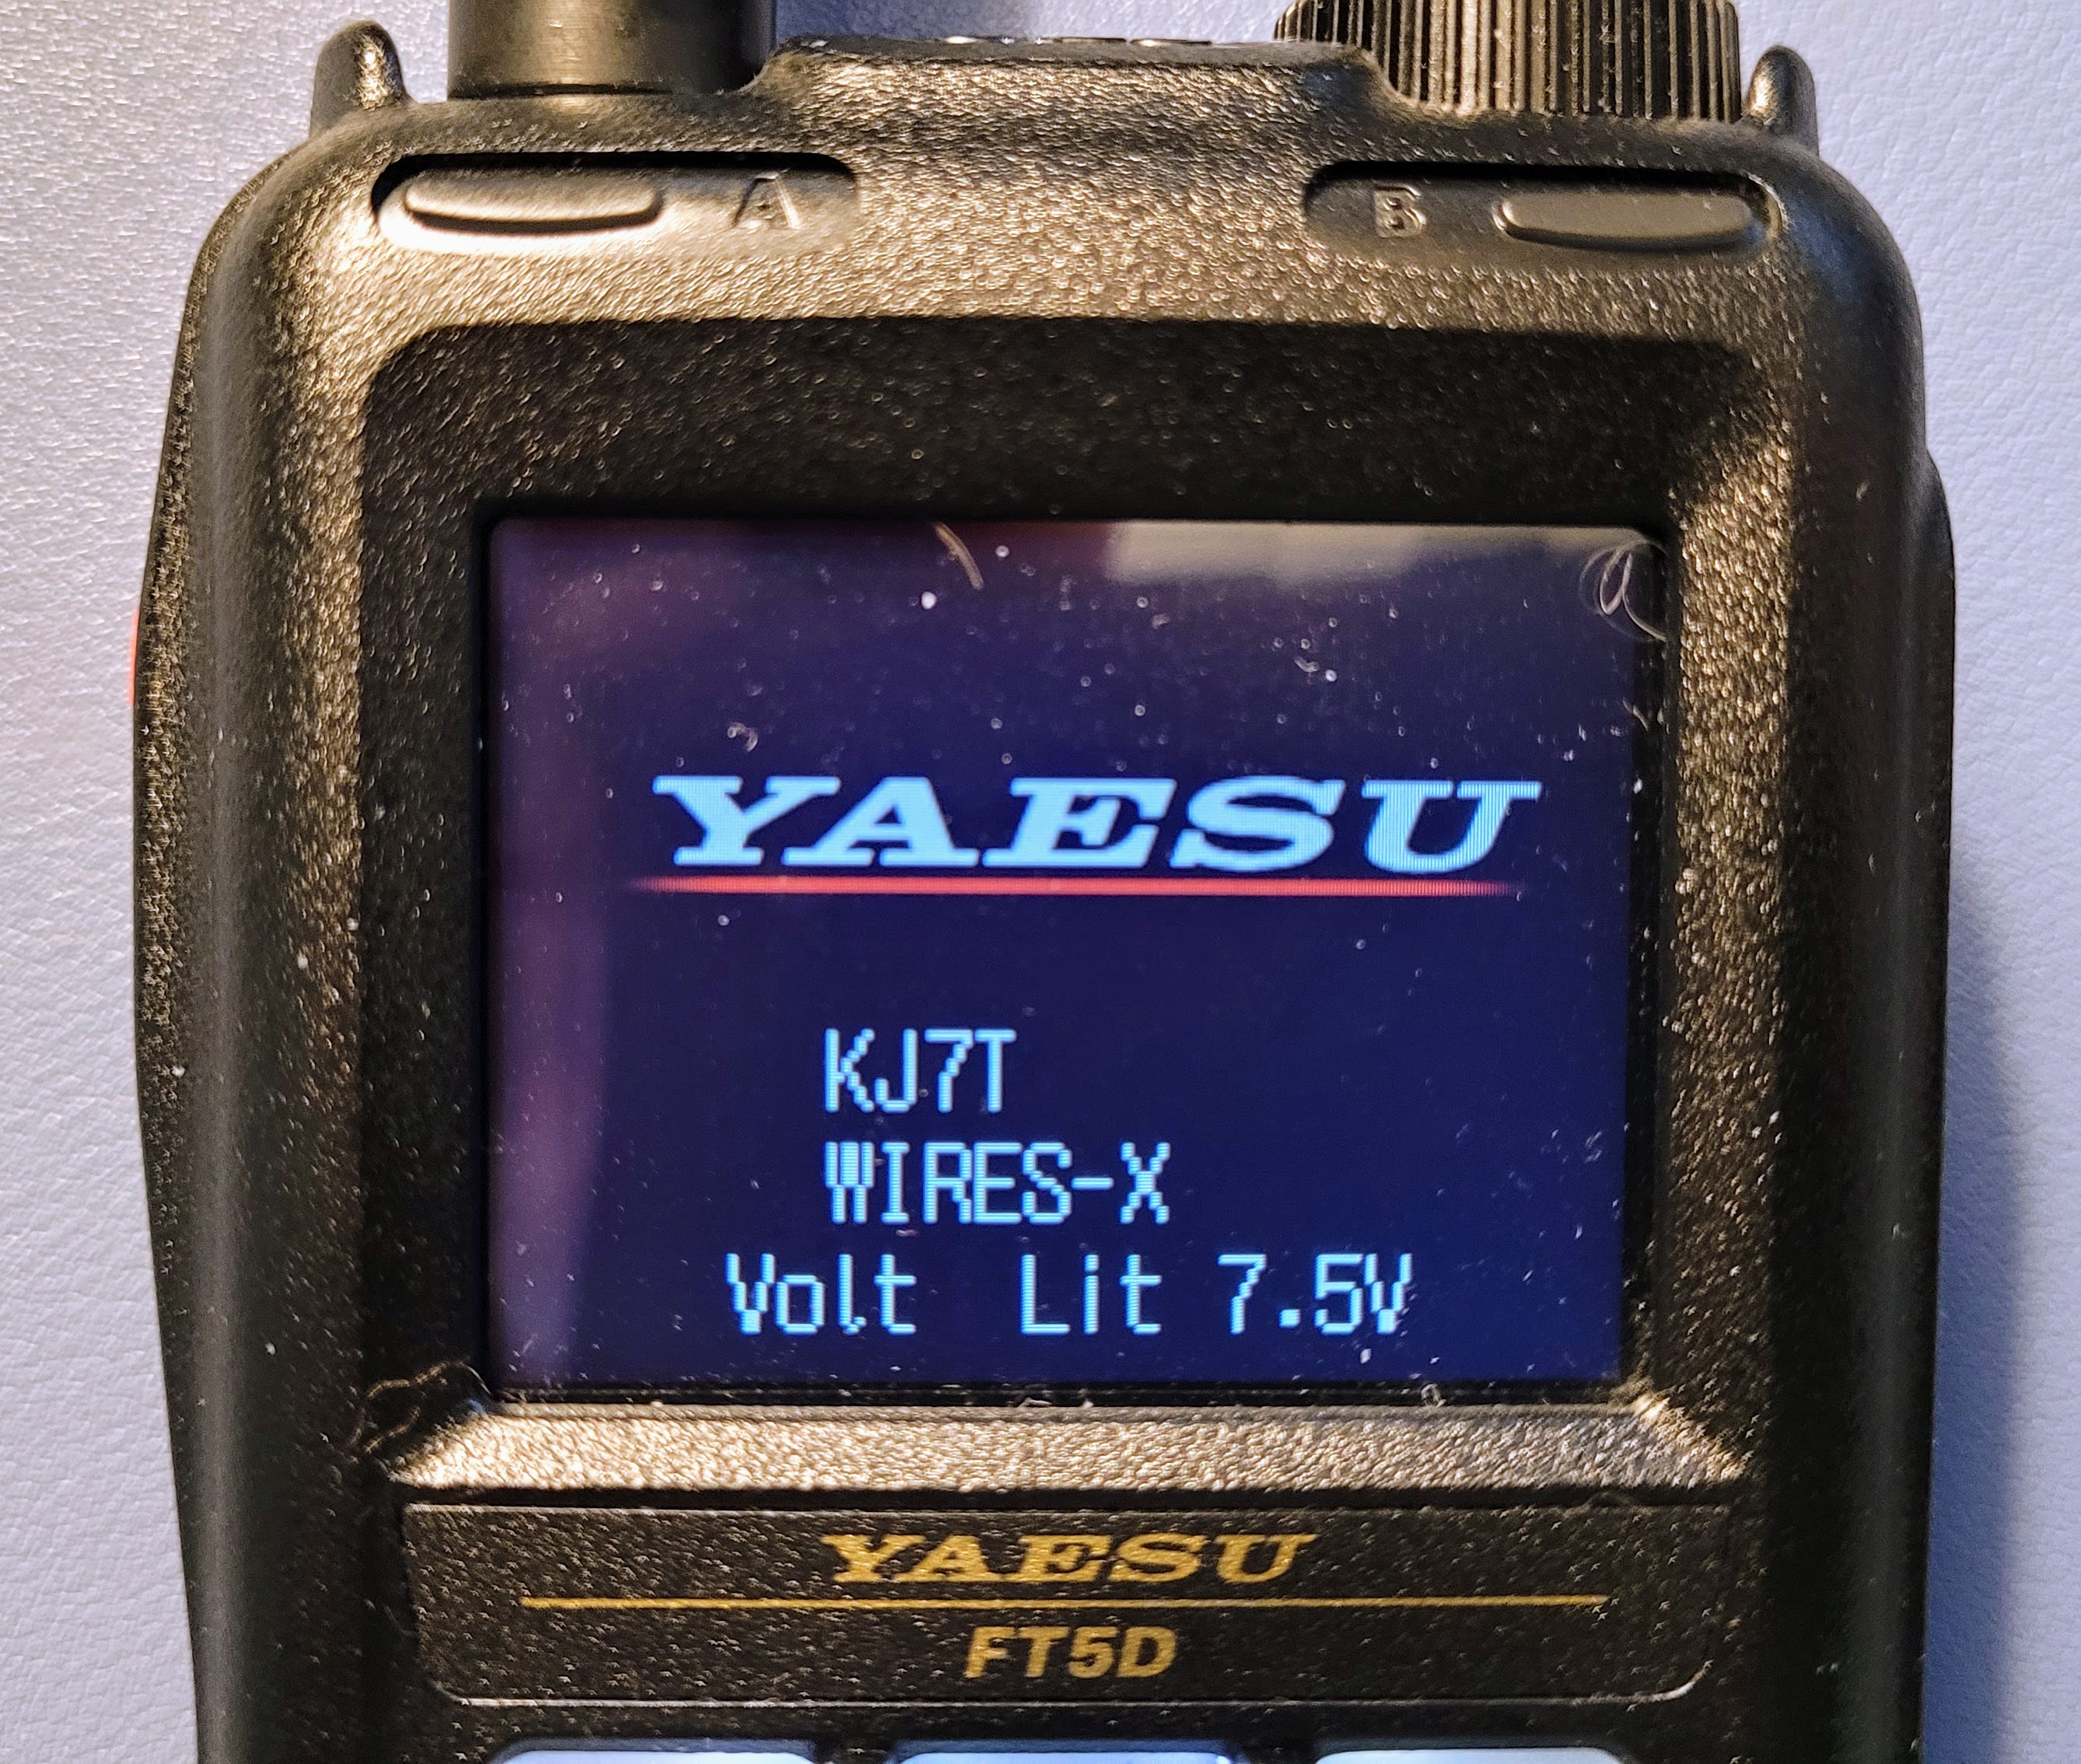 A B
YAESU
KJ7T
WIRES-X
Volt Lit 7.5V
YAESU
FT5D